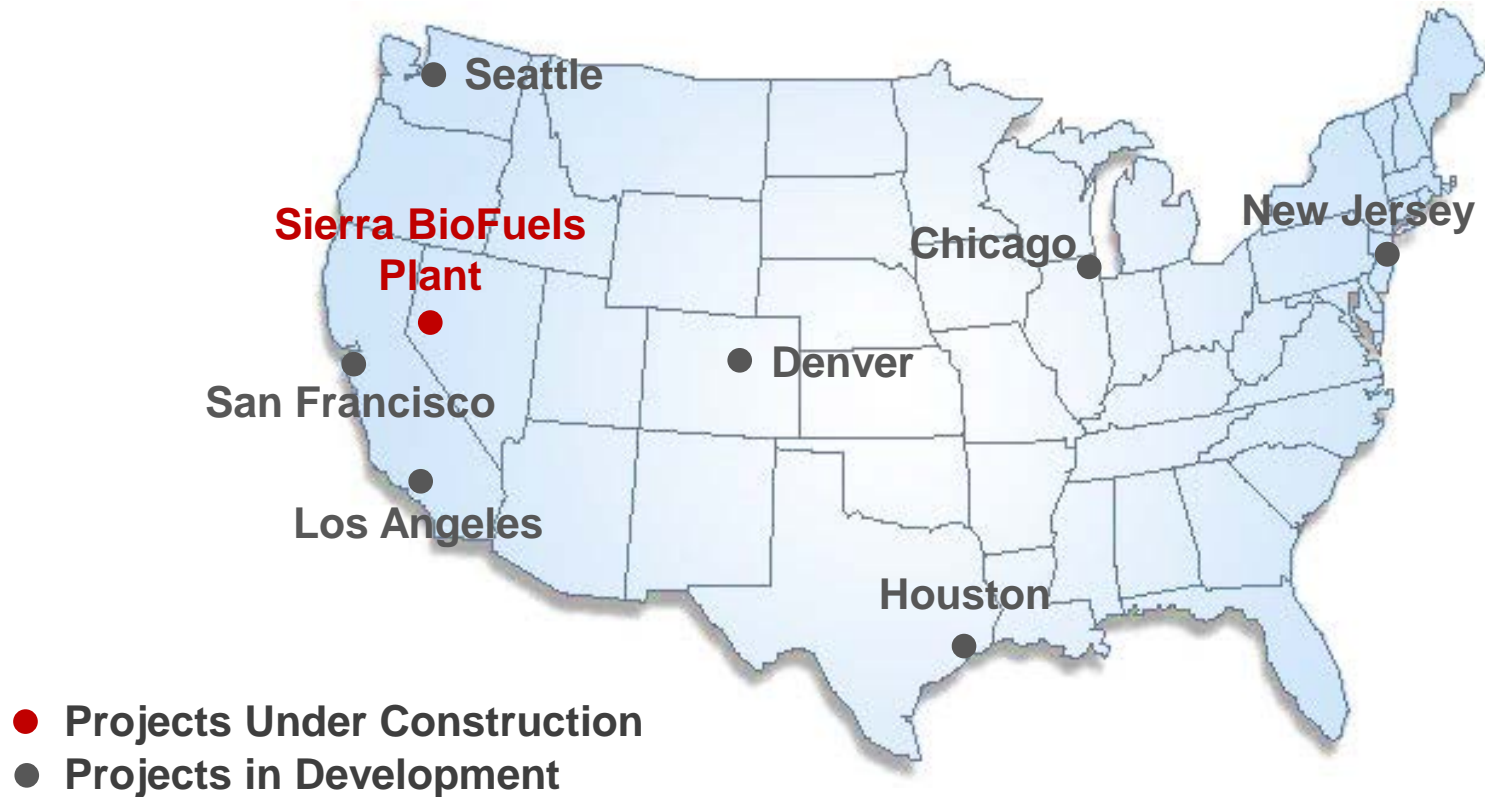 Seattle
Sierra BioFuels
Plant
New Jersey
Chicago
Denver
San Francisco
Los Angeles
Houston
Projects Under Construction
Projects in Development